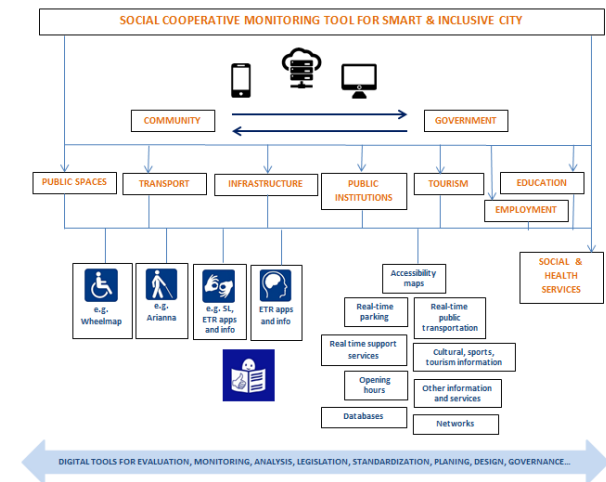 SOCIAL COOPERATIVE MONITORING TOOL FOR SMART & INCLUSIVE CITY
COMMUNITY
GOVERNMENT
PUBLIC SPACES
TRANSPORT
INFRASTRUCTURE
PUBLIC
INSTITUTIONS
TOURISM
EDUCATION
EMPLOYMENT
SOCIAL &
HEALTH
SERVICES
e.g.
Wheelmap
e.g.
Arianna
e.g. SL,
ETR apps
and info
ETR apps
and info
Accessibility
maps
Real-time
parking
Real-time
public
transportation
Real time support
services
Cultural, sports,
tourism information
Opening
hours
Other information
and services
Databases
Networks
DIGITAL TOOLS FOR EVALUATION, MONITORING, ANALYSIS, LEGISLATION, STANDARDIZATION, PLANING, DESIGN, GOVERNANCE...